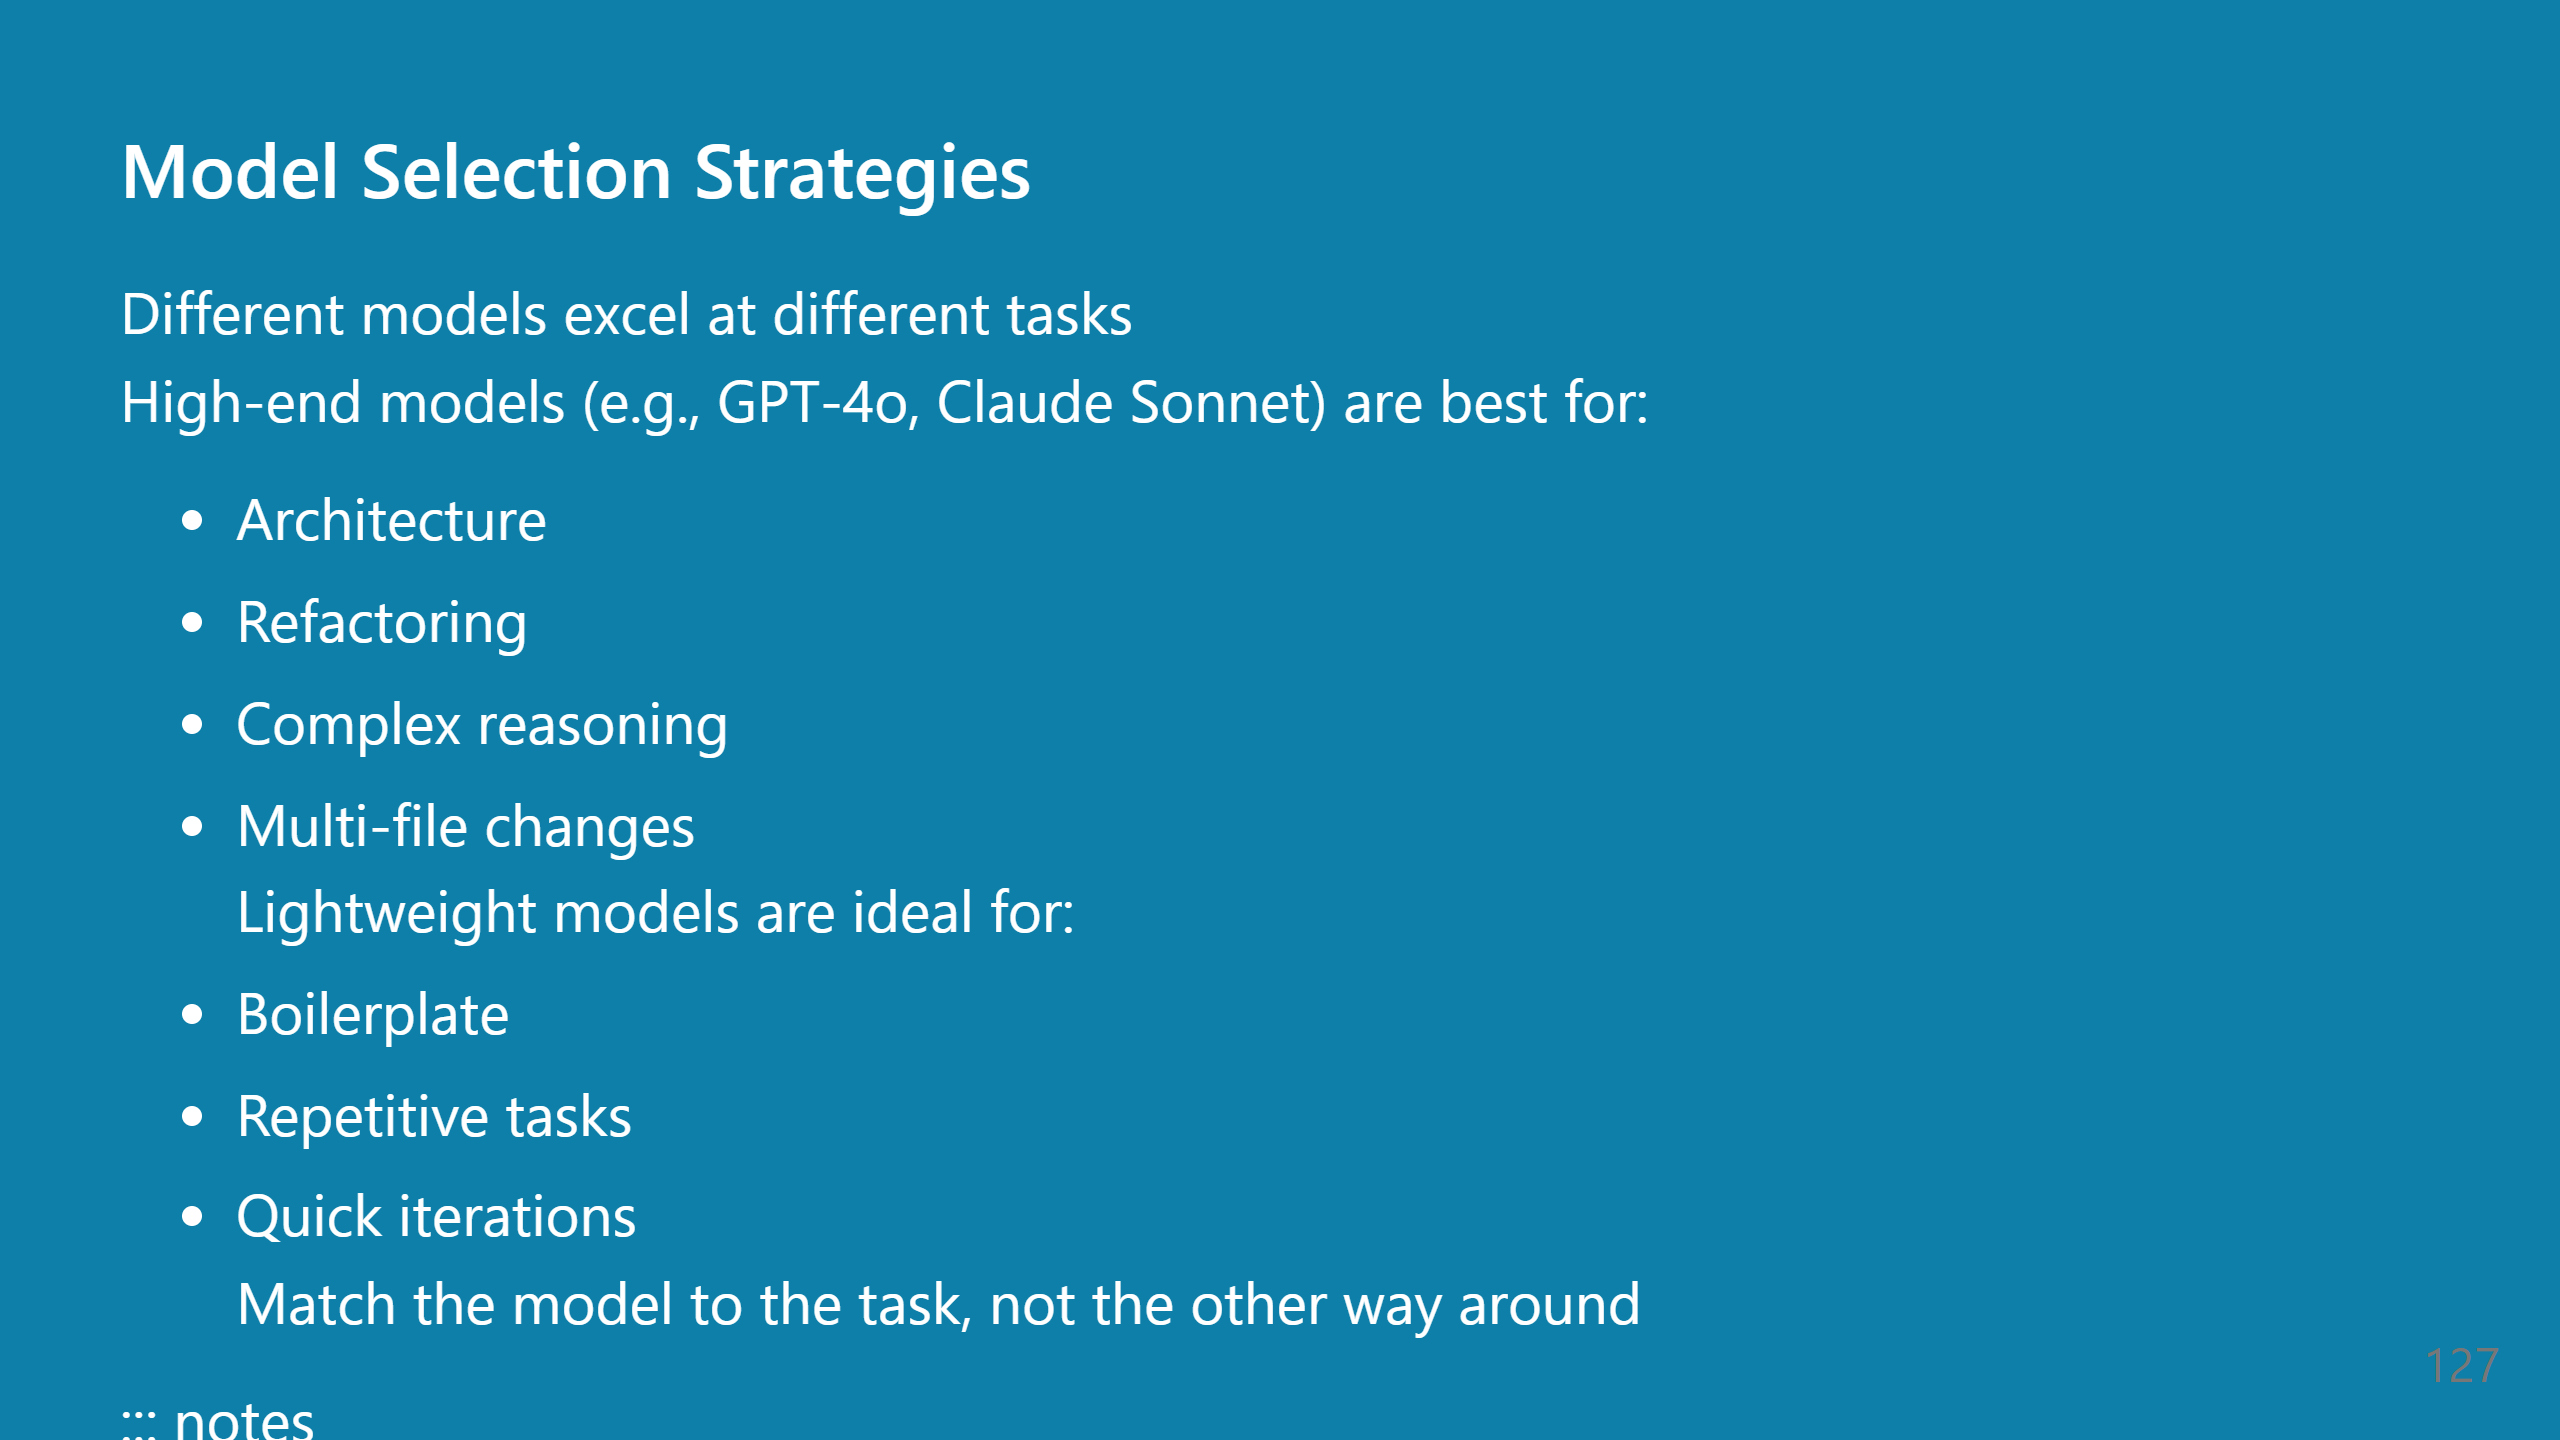 Model Selection Strategies
Different models excel at different tasks
High-end models (e.g., GPT-4o, Claude Sonnet) are best for:
• Architecture
• Refactoring
• Complex reasoning
• Multi-file changes
Lightweight models are ideal for:
• Boilerplate
• Repetitive tasks
• Quick iterations
Match the model to the task, not the other way around
127
::: notes